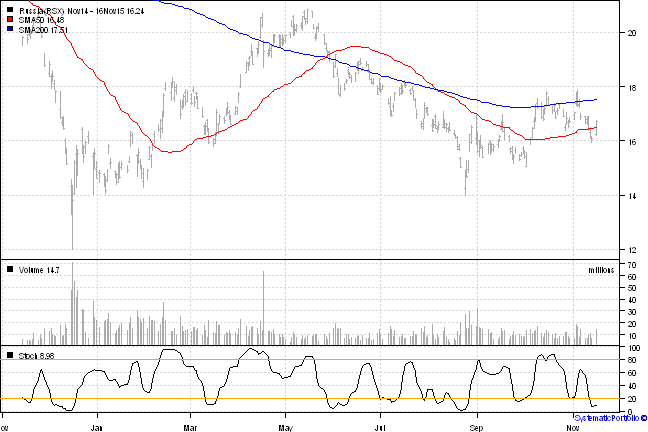 Russia(RSX) Nov14 - 16Nov15 16.24
SMA50 16.48
SMA200 17.51
20
18
16
14
12
Volume 14.7
millions
70
60
50
40
30
20
10
Stoch 8.98
100
80
60
40
20
0
Jan
Mar
May
Jul
Sep
Nov
SystematicPortfolio ©